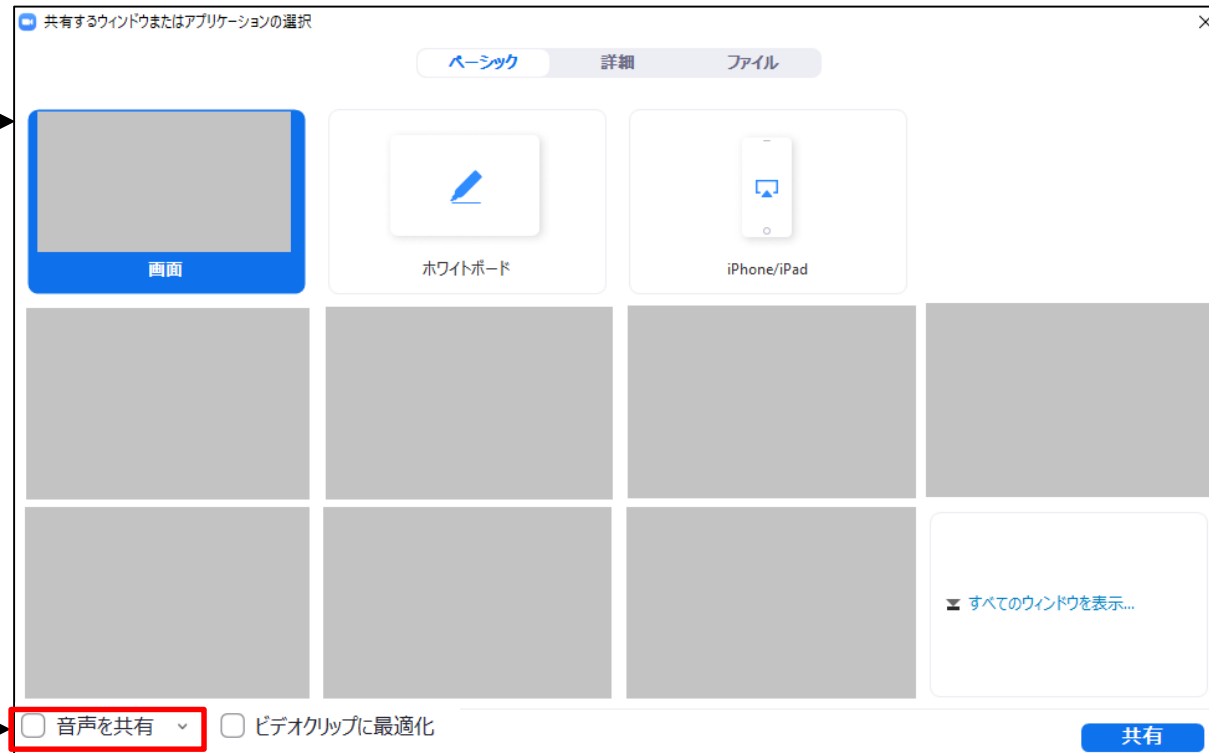 共有するウィンドウまたはアプリケーションの選択
ベーシック 詳細 ファイル
画面 ホワイトボード iPhone/iPad
すべてのウィンドウを表示...
音声を共有 ビデオクリップに最適化 共有